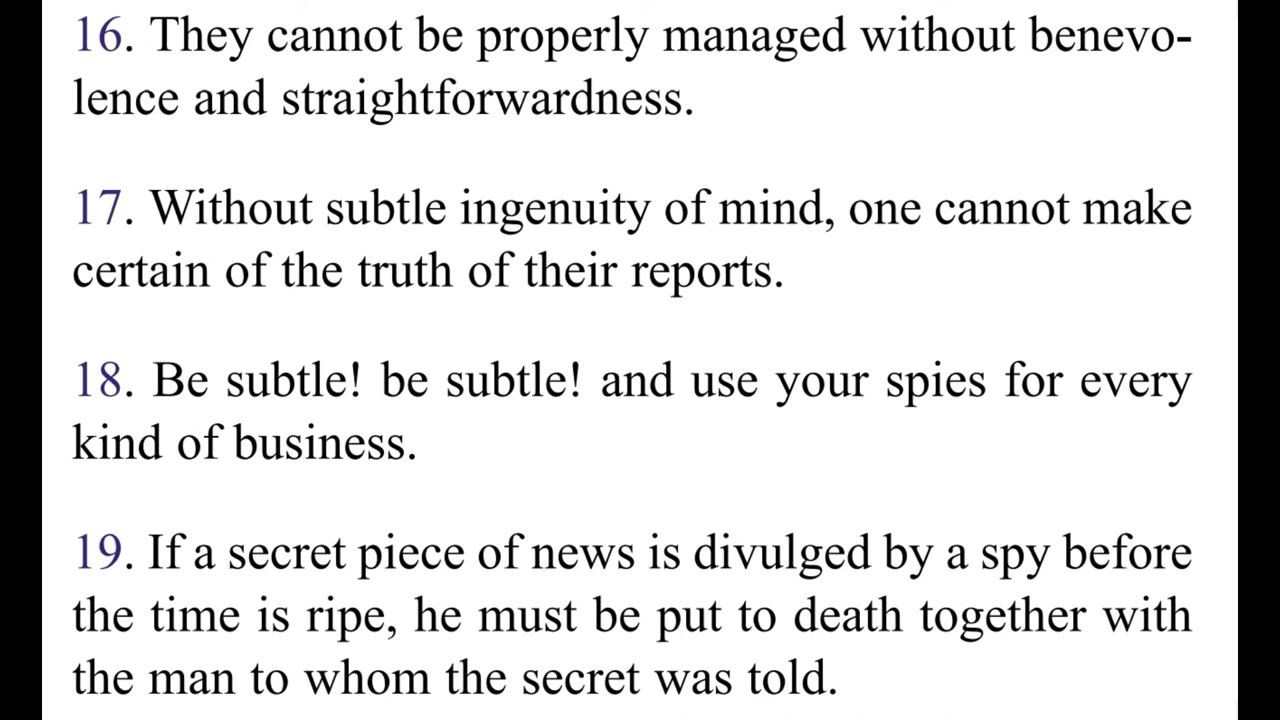 16. They cannot be properly managed without benevo-
lence and straightforwardness.
17. Without subtle ingenuity of mind, one cannot make
certain of the truth of their reports.
18. Be subtle! be subtle! and use your spies for every
kind of business.
19. If a secret piece of news is divulged by a spy before
the time is ripe, he must be put to death together with
the man to whom the secret was told.